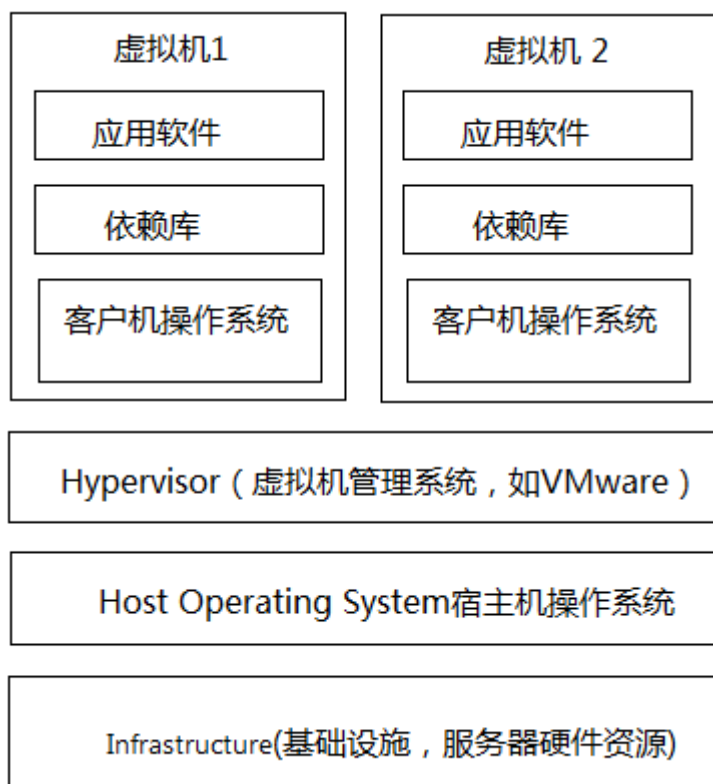 虚拟机1
应用软件
依赖库
客户机操作系统
虚拟机 2
应用软件
依赖库
客户机操作系统
Hypervisor（虚拟机管理系统，如VMware）
Host Operating System宿主机操作系统
Infrastructure(基础设施，服务器硬件资源)